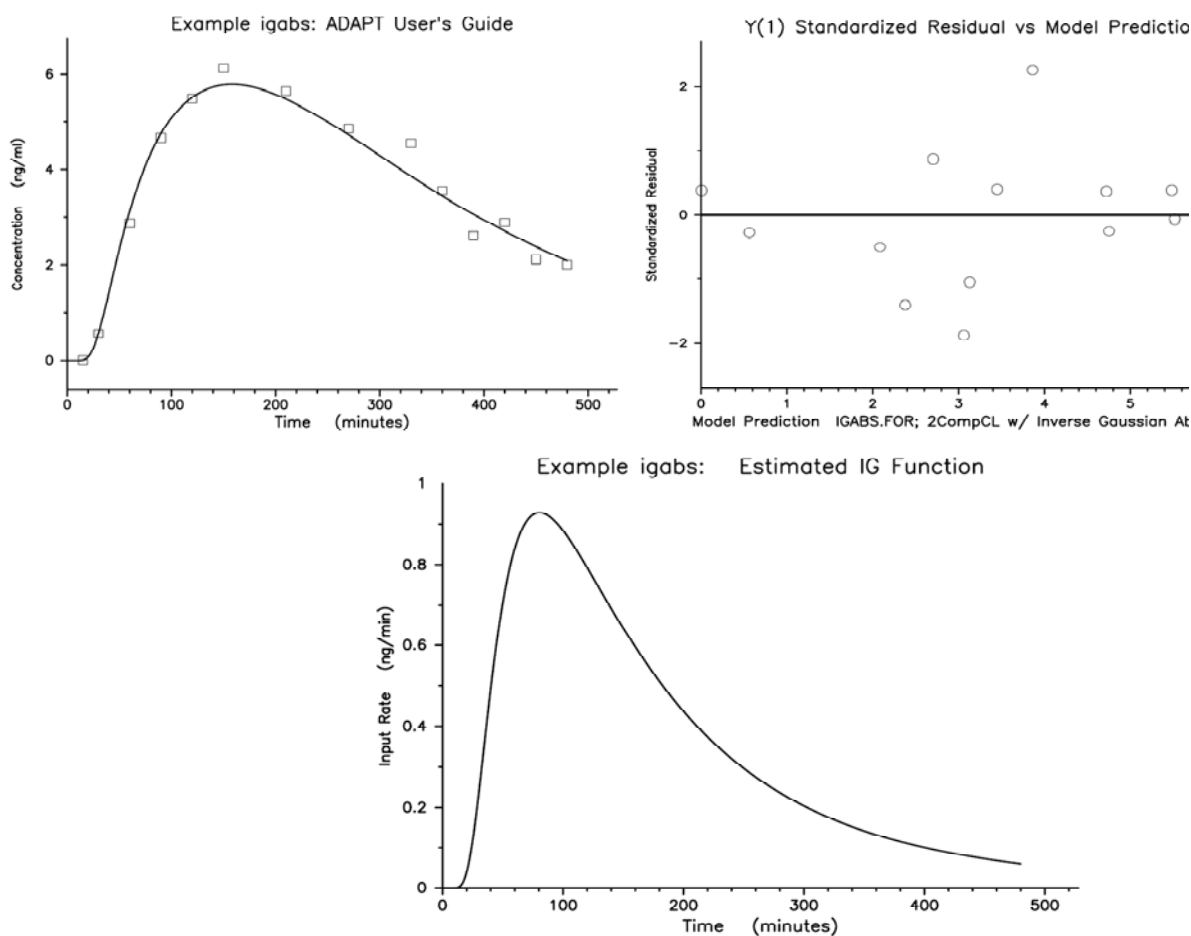 Example igabs: ADAPT User's Guide
6
4
2
0
Concentration (ng/ml)
0 100 200 300 400 500
Time (minutes)
Y(1) Standardized Residual vs Model Predictio
2
0
−2
Standardized Residual
0 1 2 3 4 5
Model Prediction IGABS.FOR; 2CompCL w/ Inverse Gaussian Ab
Example igabs: Estimated IG Function
1
0.8
0.6
0.4
0.2
0
Input Rate (ng/min)
0 100 200 300 400 500
Time (minutes)